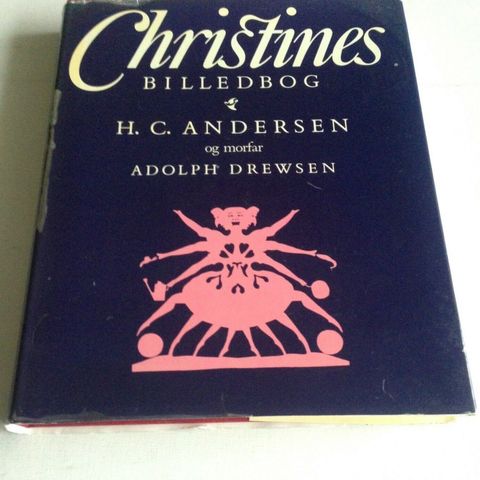 Christines
BILLEDBOG
H. C. ANDERSEN
og morfar
ADOLPH DREWSEN